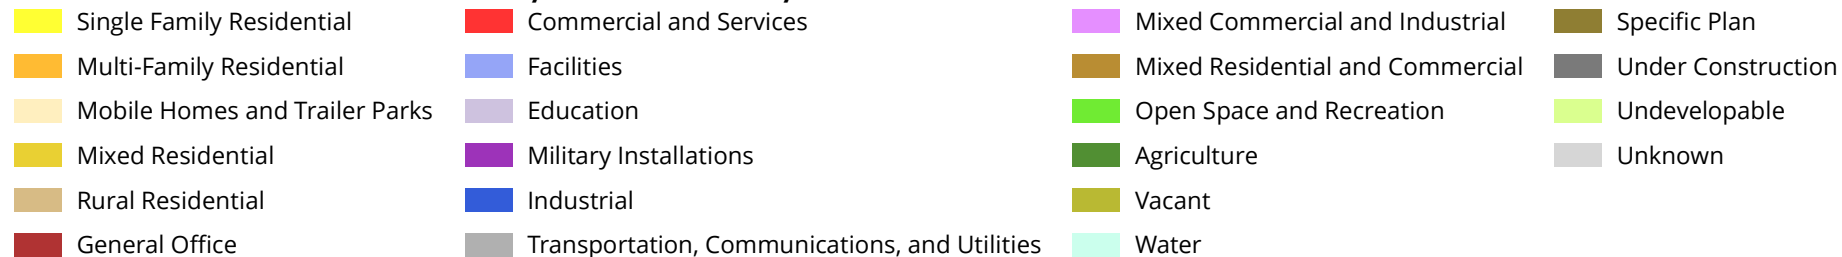 Single Family Residential
Multi-Family Residential
Mobile Homes and Trailer Parks
Mixed Residential
Rural Residential
General Office
Commercial and Services
Facilities
Education
Military Installations
Industrial
Transportation, Communications, and Utilities
Mixed Commercial and Industrial
Mixed Residential and Commercial
Open Space and Recreation
Agriculture
Vacant
Water
Specific Plan
Under Construction
Undevelopable
Unknown